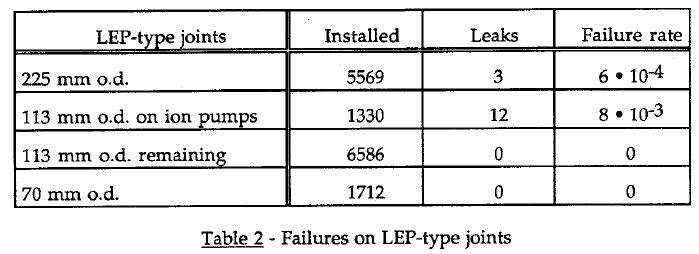 LEP-type joints Installed Leaks Failure rate
225 mm o.d. 5569 3 6 • 10-4
113 mm o.d. on ion pumps 1330 12 8 • 10-3
113 mm o.d. remaining 6586 0 0
70 mm o.d. 1712 0 0
Table 2 - Failures on LEP-type joints